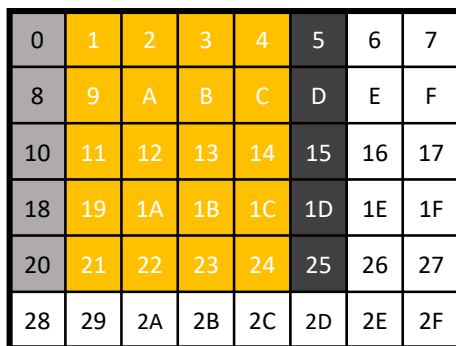 0 1 2 3 4 5 6 7
8 9 A B C D E F
10 11 12 13 14 15 16 17
18 19 1A 1B 1C 1D 1E 1F
20 21 22 23 24 25 26 27
28 29 2A 2B 2C 2D 2E 2F